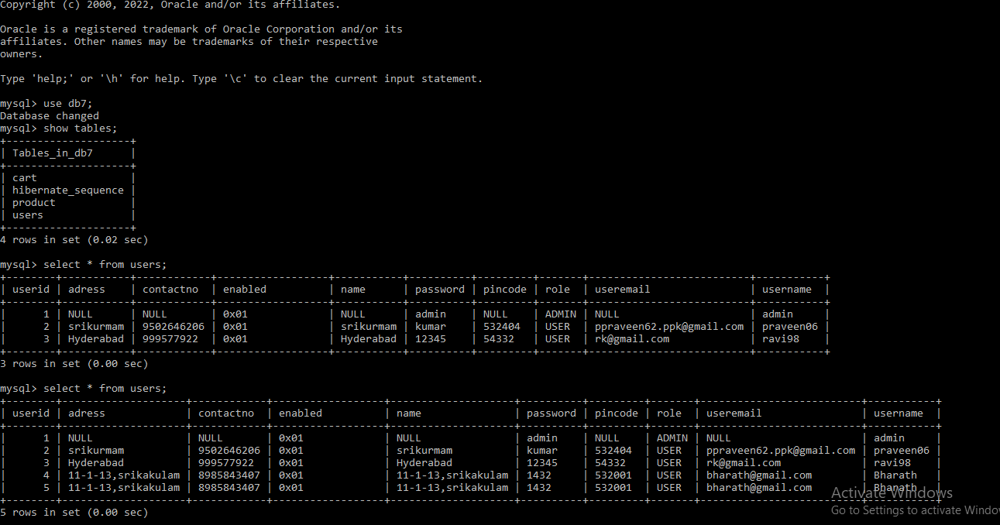 Copyright (c) 2000, 2022, Oracle and/or its affiliates.
Oracle is a registered trademark of Oracle Corporation and/or its
affiliates. Other names may be trademarks of their respective
owners.
Type 'help;' or '\h' for help. Type '\c' to clear the current input statement.
mysql> use db7;
Database changed
mysql> show tables;
+--------------------+
| Tables_in_db7      |
+--------------------+
| cart               |
| hibernate_sequence |
| product            |
| users              |
+--------------------+
4 rows in set (0.02 sec)
mysql> select * from users;
+--------+-----------+------------+------------------+-----------+----------+---------+-------+--------------------------+-----------+
| userid | adress    | contactno  | enabled          | name      | password | pincode | role  | useremail                | username  |
+--------+-----------+------------+------------------+-----------+----------+---------+-------+--------------------------+-----------+
|      1 | NULL      | NULL       | 0x01             | NULL      | admin    | NULL    | ADMIN | NULL                     | admin     |
|      2 | srikurmam | 9502646206 | 0x01             | srikurmam | kumar    | 532404  | USER  | ppraveen62.ppk@gmail.com | praveen06 |
|      3 | Hyderabad | 999577922  | 0x01             | Hyderabad | 12345    | 54332   | USER  | rk@gmail.com             | ravi98    |
+--------+-----------+------------+------------------+-----------+----------+---------+-------+--------------------------+-----------+
3 rows in set (0.00 sec)
mysql> select * from users;
+--------+--------------------+------------+------------------+--------------------+----------+---------+-------+--------------------------+-----------+
| userid | adress             | contactno  | enabled          | name               | password | pincode | role  | useremail                | username  |
+--------+--------------------+------------+------------------+--------------------+----------+---------+-------+--------------------------+-----------+
|      1 | NULL               | NULL       | 0x01             | NULL               | admin    | NULL    | ADMIN | NULL                     | admin     |
|      2 | srikurmam          | 9502646206 | 0x01             | srikurmam          | kumar    | 532404  | USER  | ppraveen62.ppk@gmail.com | praveen06 |
|      3 | Hyderabad          | 999577922  | 0x01             | Hyderabad          | 12345    | 54332   | USER  | rk@gmail.com             | ravi98    |
|      4 | 11-1-13,srikakulam | 8985843407 | 0x01             | 11-1-13,srikakulam | 1432     | 532001  | USER  | bharath@gmail.com        | Bharath   |
|      5 | 11-1-13,srikakulam | 8985843407 | 0x01             | 11-1-13,srikakulam | 1432     | 532001  | USER  | bharath@gmail.com        | Bharath   |
+--------+--------------------+------------+------------------+--------------------+----------+---------+-------+--------------------------+-----------+
5 rows in set (0.00 sec)
Activate Windows
Go to Settings to activate Windo